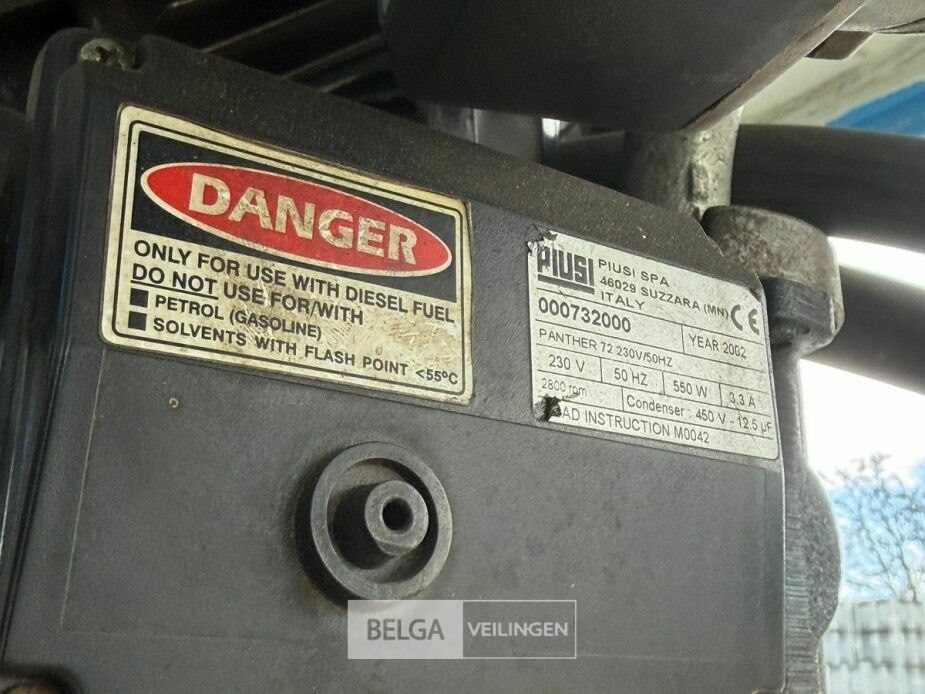 DANGER
ONLY FOR USE WITH DIESEL FUEL
DO NOT USE FOR/WITH
PETROL (GASOLINE)
SOLVENTS WITH FLASH POINT <55°C
PIUSI
PIUSI SPA
46029 SUZZARA (MN)
ITALY
CE
000732000
YEAR 2002
PANTHER 72 230V/50HZ
230 V 50 HZ 550 W 3,3 A
2800 rpm Condenser : 450 V - 12.5 µF
INSTRUCTION M0042
BELGA VEILINGEN